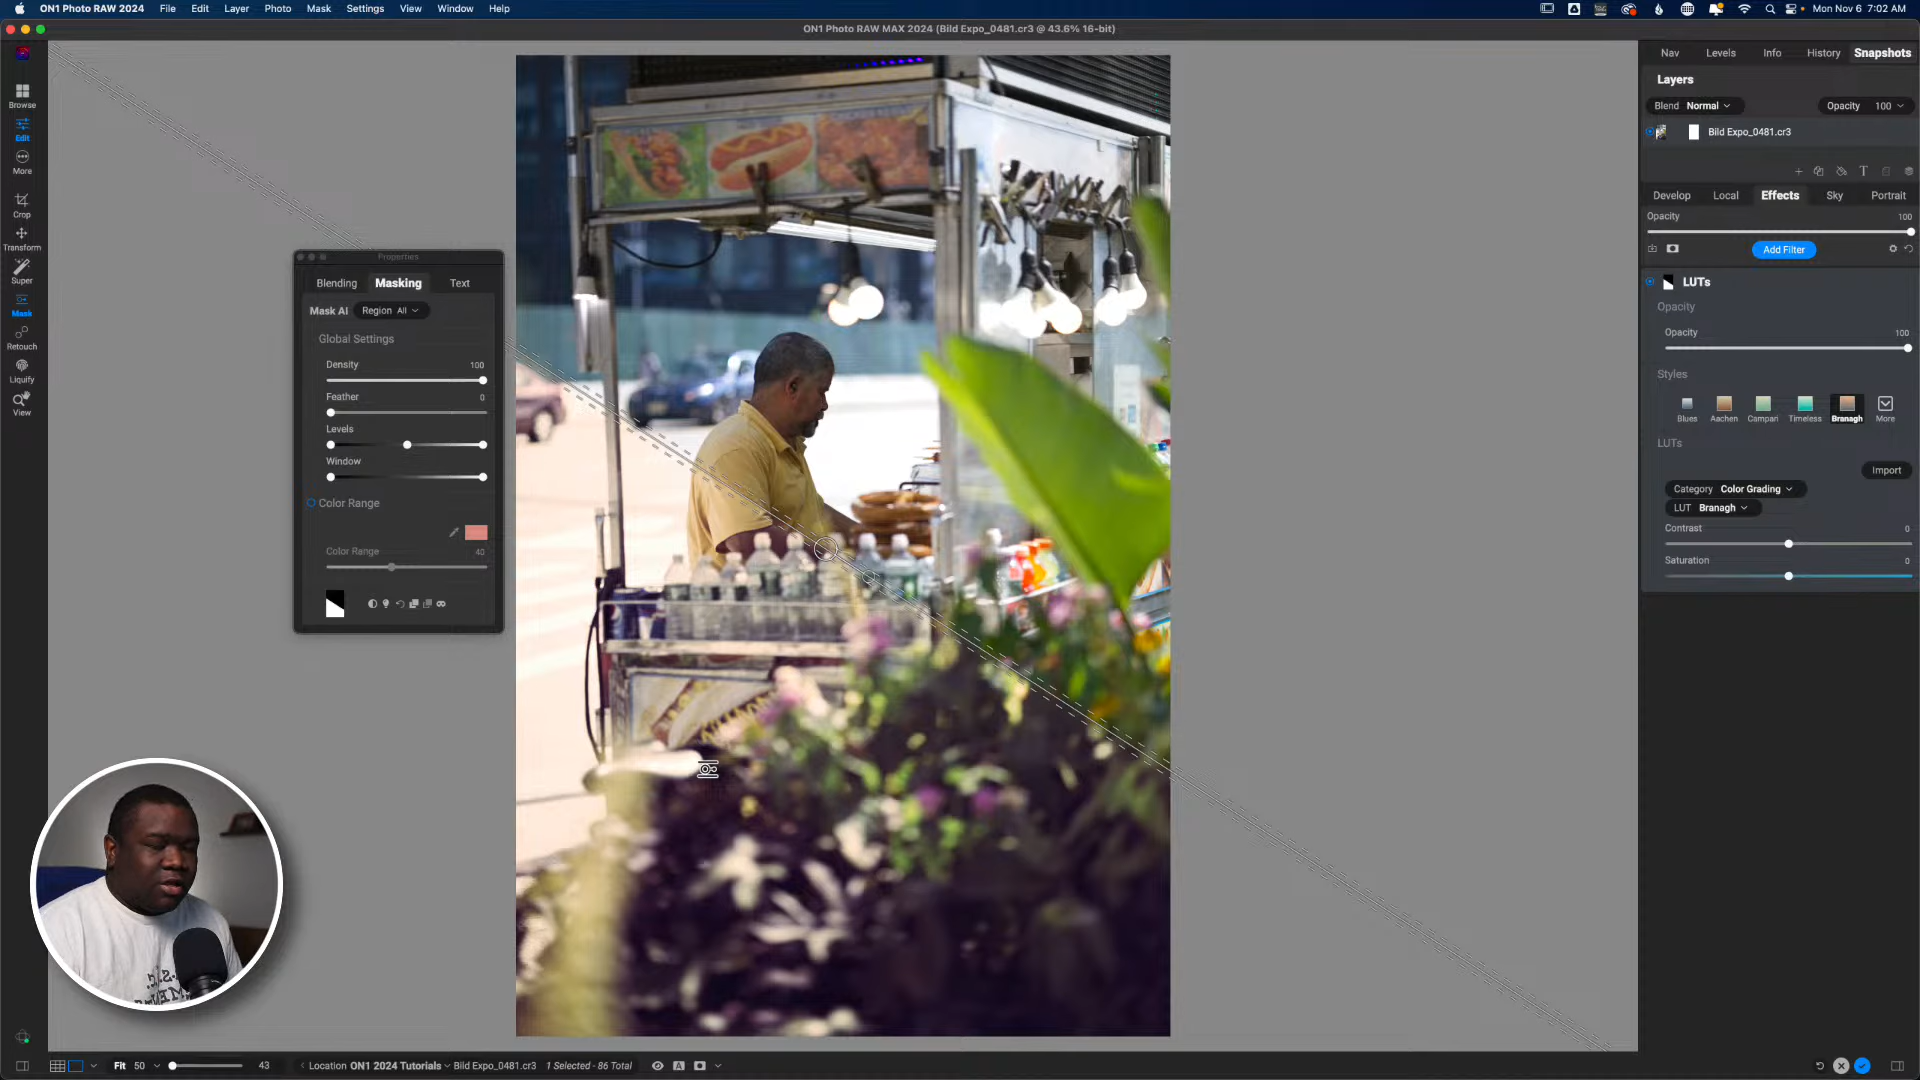 ON1 Photo RAW 2024 File Edit Layer Photo Mask Settings View Window Help
Mon Nov 6 7:02 AM
ON1 Photo RAW MAX 2024 (Bild Expo_0481.cr3 @ 43.6% 16-bit)
Browse
Edit
More
Crop
Transform
Super
Mask
Retouch
Liquify
View
Properties
Blending Masking Text
Mask AI Region All
Global Settings
Density 100
Feather 0
Levels
Window
Color Range
Color Range 40
Nav Levels Info History Snapshots
Layers
Blend Normal Opacity 100
Bild Expo_0481.cr3
Develop Local Effects Sky Portrait
Opacity 100
Add Filter
LUTs
Opacity
Opacity 100
Styles
Blues Aachen Campari Timeless Branagh More
LUTs
Import
Category Color Grading
LUT Branagh
Contrast 0
Saturation 0
Fit 50 43 Location ON1 2024 Tutorials Bild Expo_0481.cr3 1 Selected - 86 Total